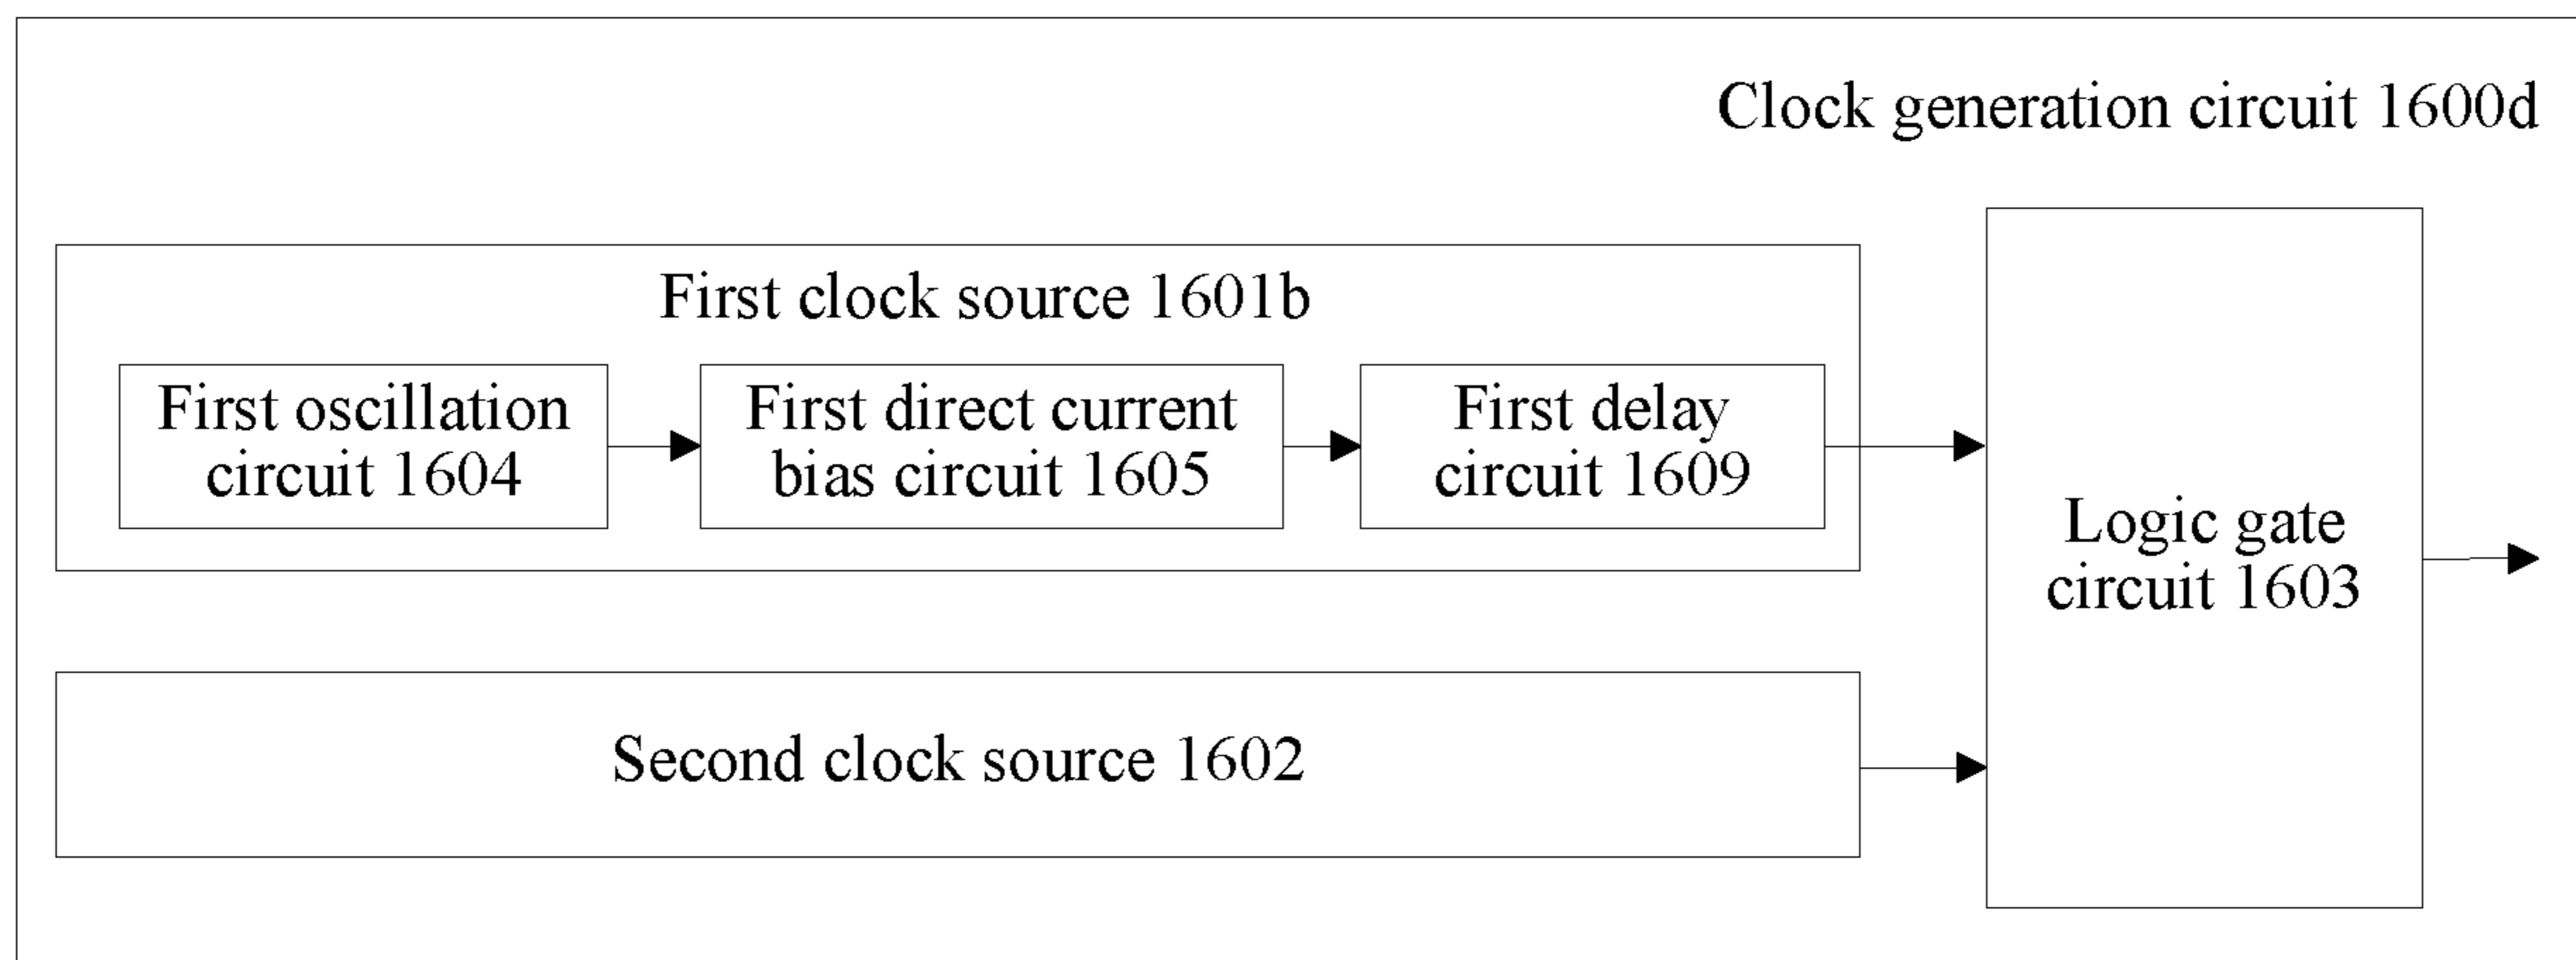 Clock generation circuit 1600d
First clock source 1601b
First oscillation
circuit 1604
First direct current
bias circuit 1605
First delay
circuit 1609
Logic gate
circuit 1603
Second clock source 1602